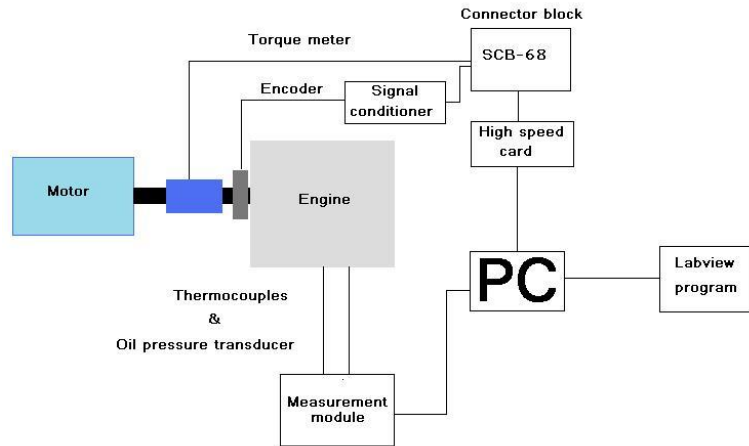 Connector block
Torque meter
SCB-68
Encoder
Signal
conditioner
High speed
card
Motor
Engine
PC
Labview
program
Thermocouples
&
Oil pressure transducer
Measurement
module